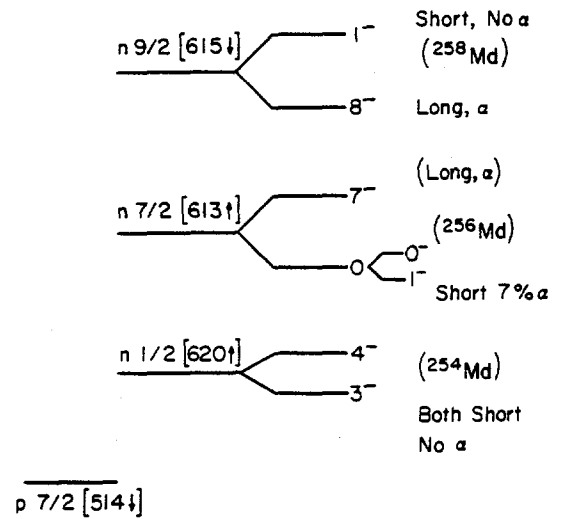 n 9/2 [615↓]
1⁻
Short, No α
(²⁵⁸Md)
8⁻
Long, α
n 7/2 [613↑]
7⁻
(Long, α)
(²⁵⁶Md)
0
0⁻
1⁻
Short 7% α
n 1/2 [620↑]
4⁻
(²⁵⁴Md)
3⁻
Both Short
No α
p 7/2 [514↓]